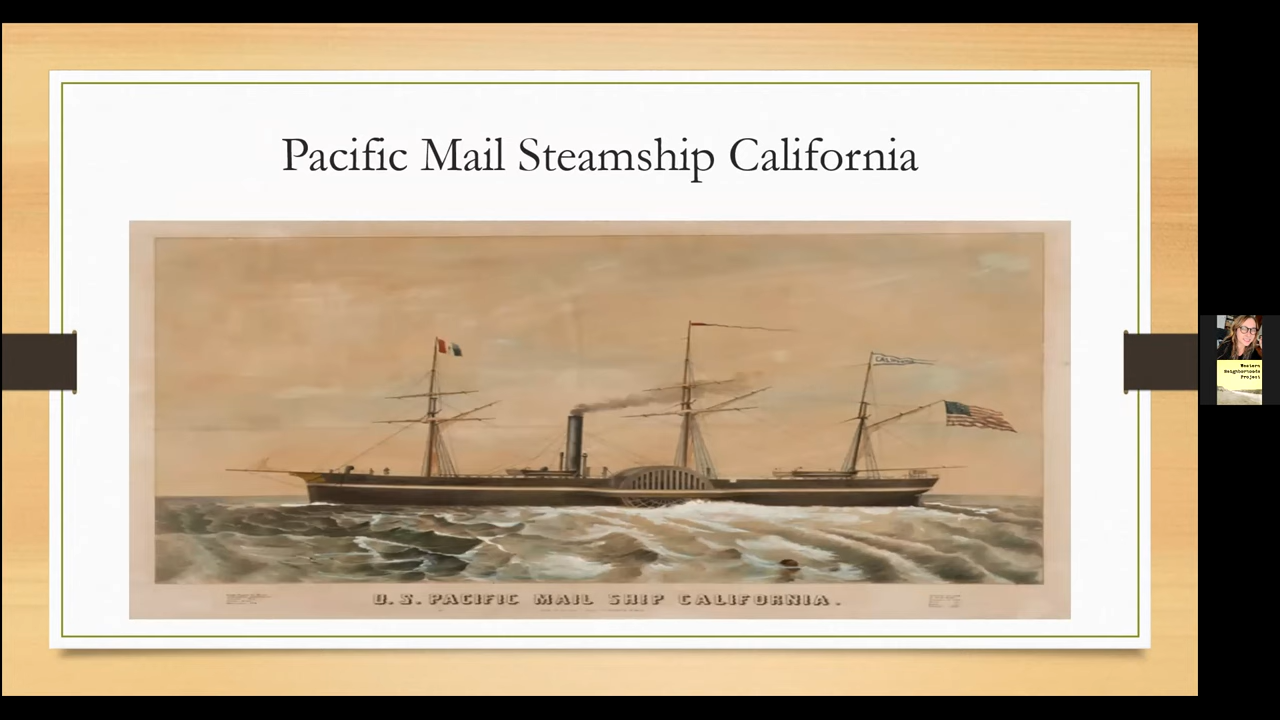 Pacific Mail Steamship California
CALIFORNIA
U.S. PACIFIC MAIL SHIP CALIFORNIA.
Western
Neighborhoods
Project